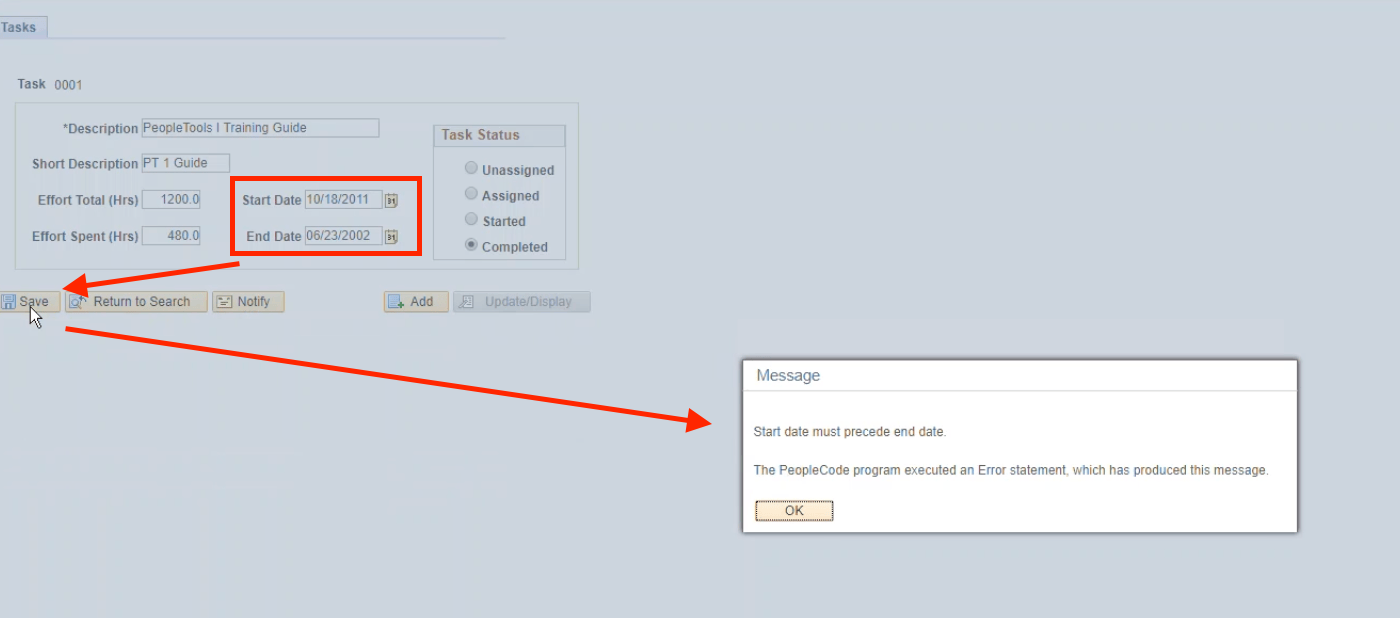 Tasks
Task 0001
*Description PeopleTools I Training Guide
Task Status
Short Description PT 1 Guide
Unassigned
Effort Total (Hrs) 1200.0 Start Date 10/18/2011 31
Assigned
Started
Effort Spent (Hrs) 480.0 End Date 06/23/2002 31
Completed
Save Return to Search Notify Add Update/Display
Message
Start date must precede end date.
The PeopleCode program executed an Error statement, which has produced this message.
OK